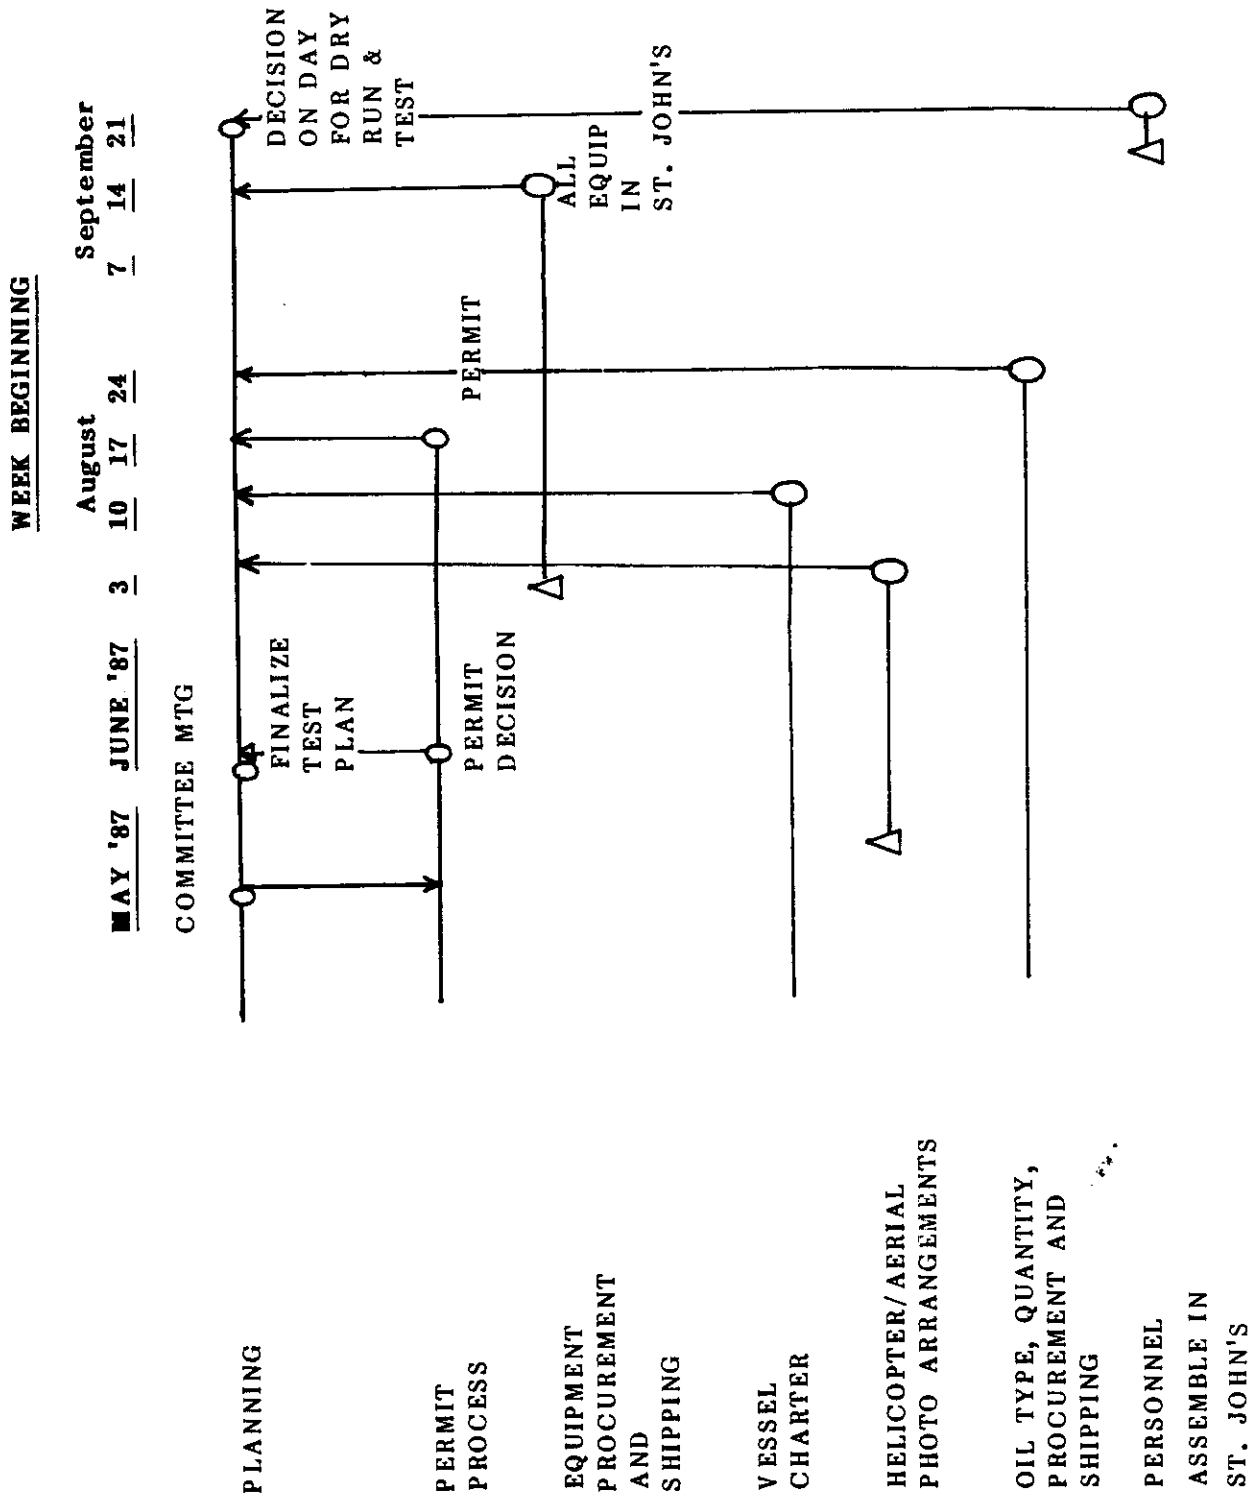 WEEK BEGINNING
August September
MAY '87 JUNE '87 3 10 17 24 7 14 21
COMMITTEE MTG
PLANNING
FINALIZE
TEST
PLAN
DECISION
ON DAY
FOR DRY
RUN &
TEST
PERMIT
PROCESS
PERMIT
DECISION
PERMIT
EQUIPMENT
PROCUREMENT
AND
SHIPPING
ALL
EQUIP
IN
ST. JOHN'S
VESSEL
CHARTER
HELICOPTER/AERIAL
PHOTO ARRANGEMENTS
OIL TYPE, QUANTITY,
PROCUREMENT AND
SHIPPING
PERSONNEL
ASSEMBLE IN
ST. JOHN'S